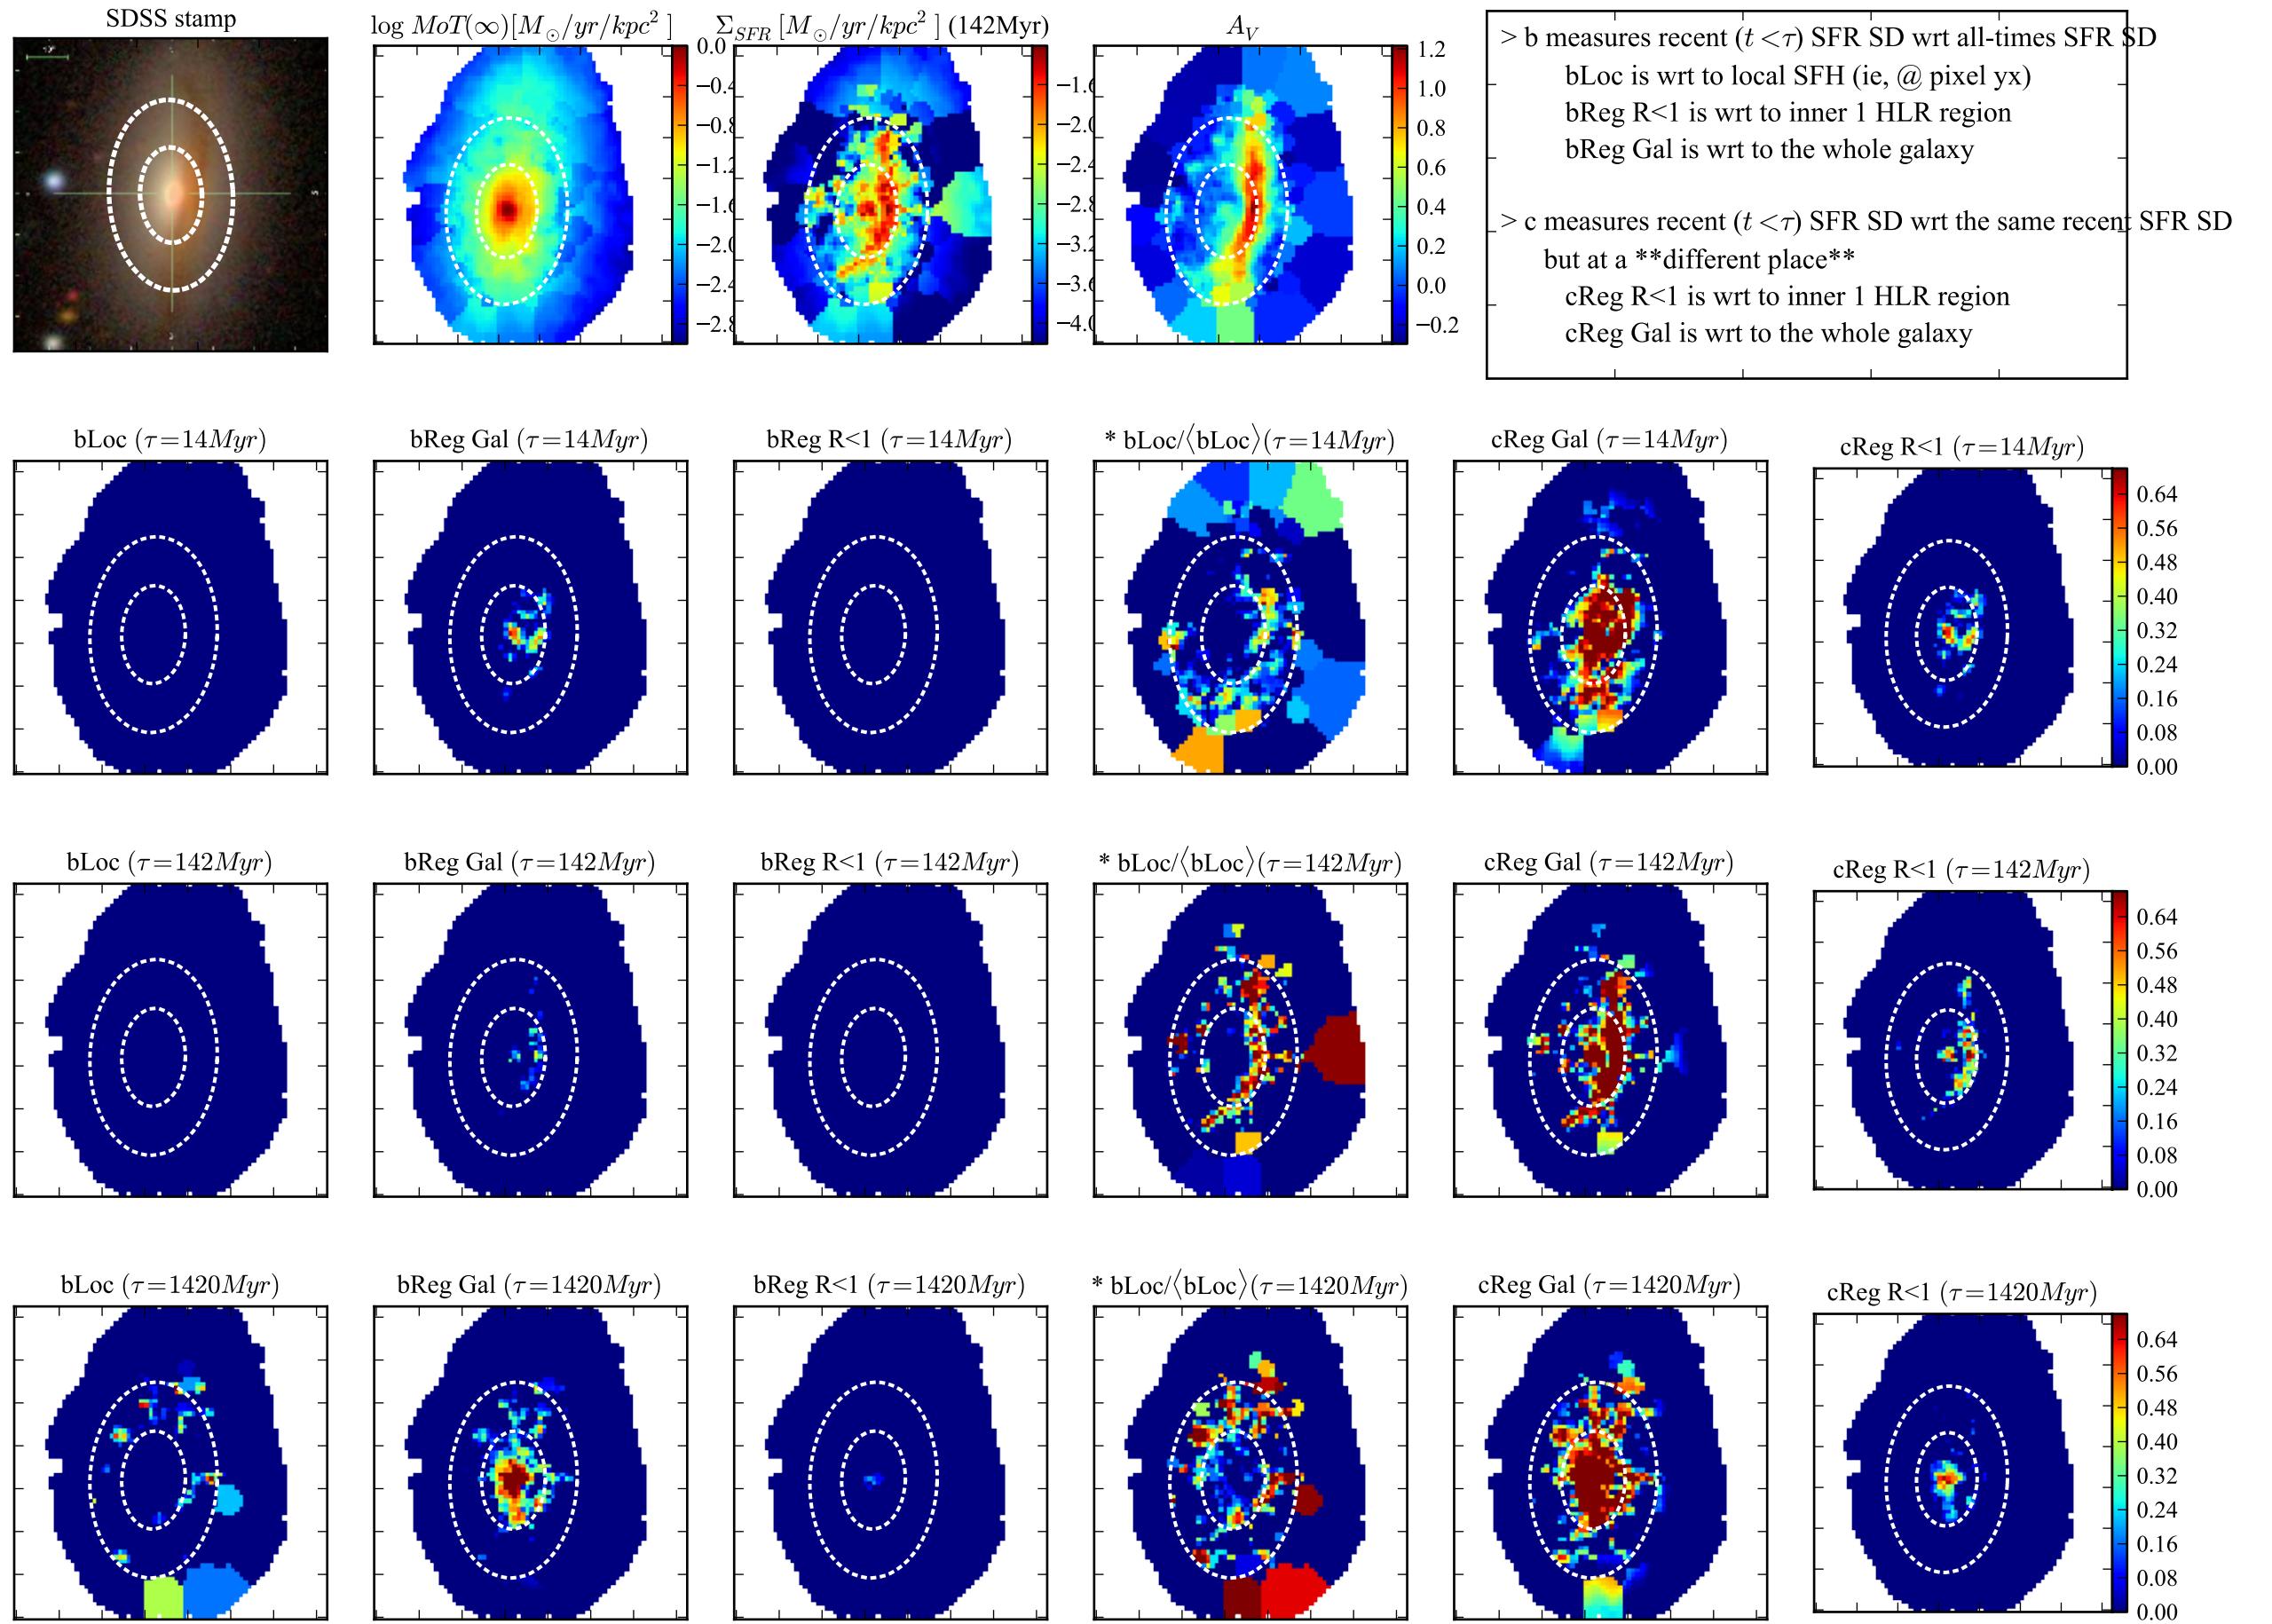 SDSS stamp
log MoT(∞)[M⊙/yr/kpc² ]
Σ_SFR [M⊙/yr/kpc² ] (142Myr)
A_V
0.0
−0.4
−0.8
−1.2
−1.6
−2.0
−2.4
−2.8
−1.6
−2.0
−2.4
−2.8
−3.2
−3.6
−4.0
1.2
1.0
0.8
0.6
0.4
0.2
0.0
−0.2
> b measures recent (t <τ) SFR SD wrt all-times SFR SD
bLoc is wrt to local SFH (ie, @ pixel yx)
bReg R<1 is wrt to inner 1 HLR region
bReg Gal is wrt to the whole galaxy
> c measures recent (t <τ) SFR SD wrt the same recent SFR SD
but at a **different place**
cReg R<1 is wrt to inner 1 HLR region
cReg Gal is wrt to the whole galaxy
bLoc (τ=14Myr)
bReg Gal (τ=14Myr)
bReg R<1 (τ=14Myr)
* bLoc/⟨bLoc⟩(τ=14Myr)
cReg Gal (τ=14Myr)
cReg R<1 (τ=14Myr)
0.64
0.56
0.48
0.40
0.32
0.24
0.16
0.08
0.00
bLoc (τ=142Myr)
bReg Gal (τ=142Myr)
bReg R<1 (τ=142Myr)
* bLoc/⟨bLoc⟩(τ=142Myr)
cReg Gal (τ=142Myr)
cReg R<1 (τ=142Myr)
0.64
0.56
0.48
0.40
0.32
0.24
0.16
0.08
0.00
bLoc (τ=1420Myr)
bReg Gal (τ=1420Myr)
bReg R<1 (τ=1420Myr)
* bLoc/⟨bLoc⟩(τ=1420Myr)
cReg Gal (τ=1420Myr)
cReg R<1 (τ=1420Myr)
0.64
0.56
0.48
0.40
0.32
0.24
0.16
0.08
0.00